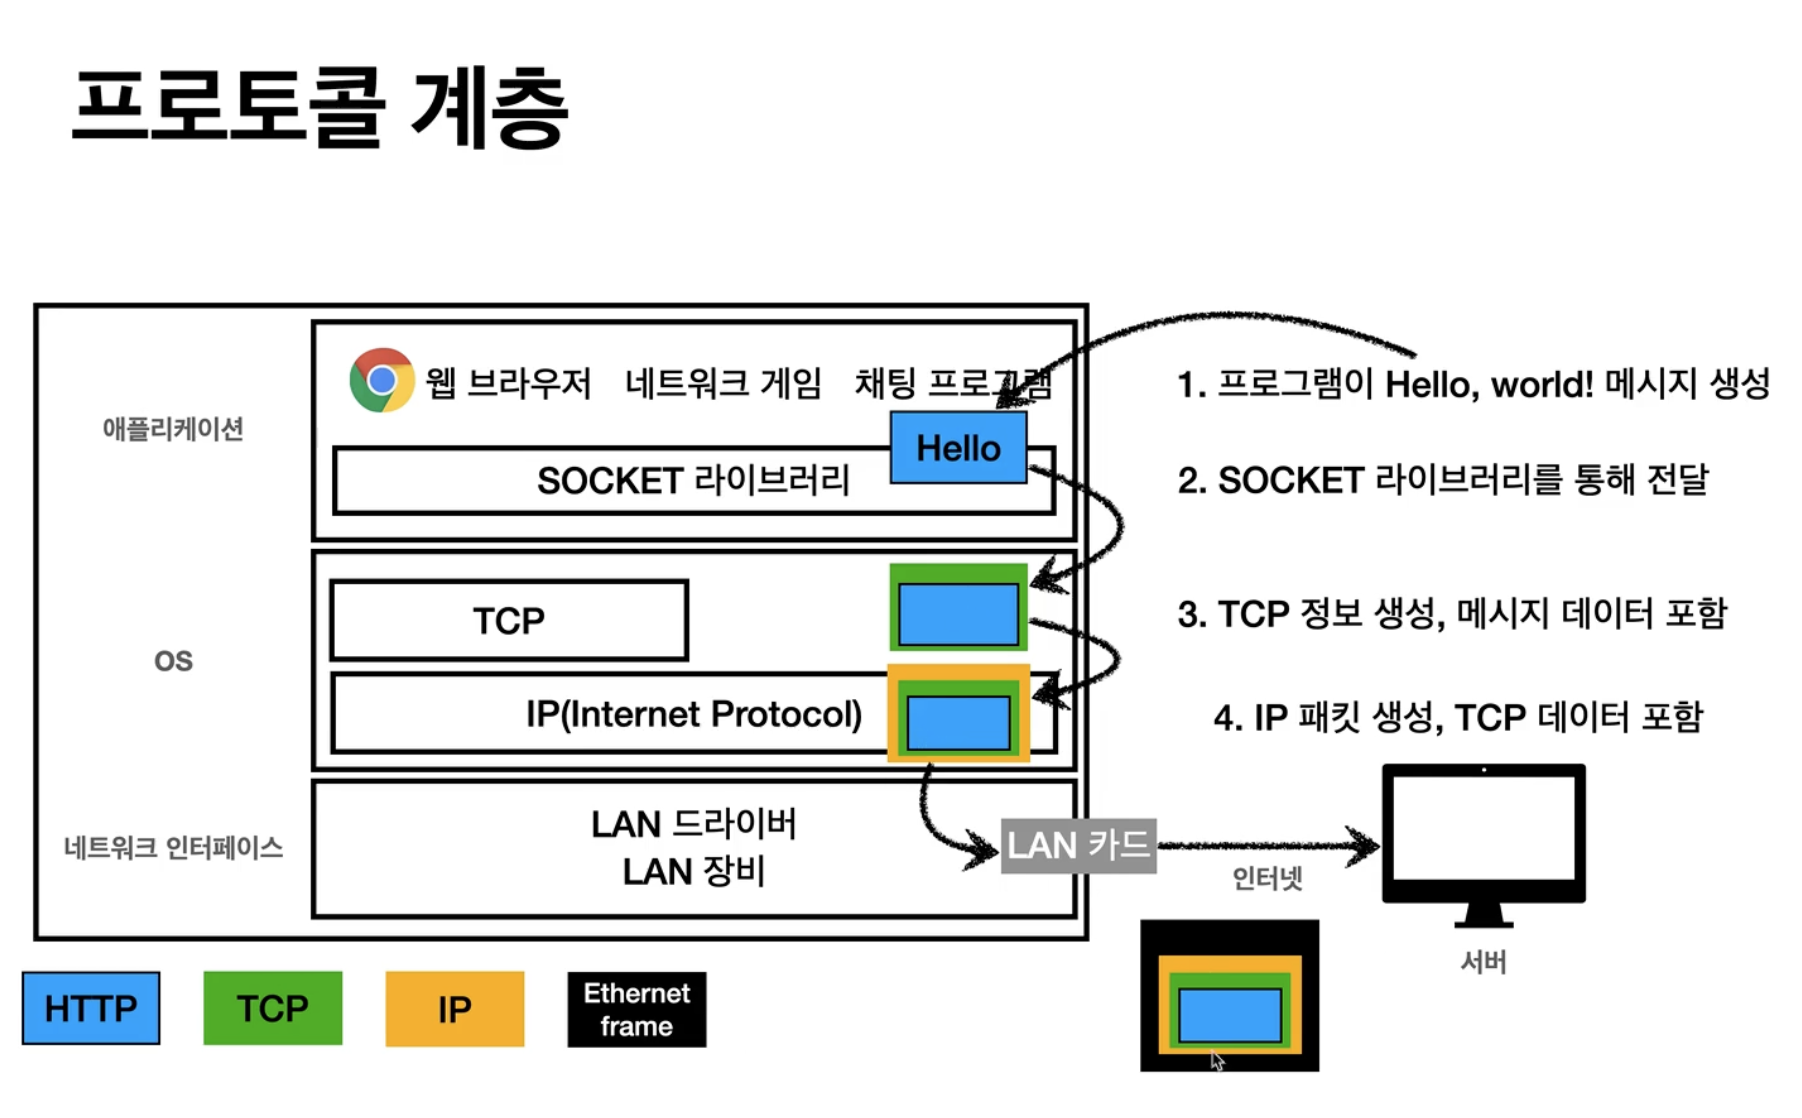 프로토콜 계층
애플리케이션
웹 브라우저 네트워크 게임 채팅 프로그램
Hello
SOCKET 라이브러리
1. 프로그램이 Hello, world! 메시지 생성
2. SOCKET 라이브러리를 통해 전달
OS
TCP
IP(Internet Protocol)
3. TCP 정보 생성, 메시지 데이터 포함
4. IP 패킷 생성, TCP 데이터 포함
네트워크 인터페이스
LAN 드라이버
LAN 장비
LAN 카드
인터넷
서버
HTTP
TCP
IP
Ethernet
frame